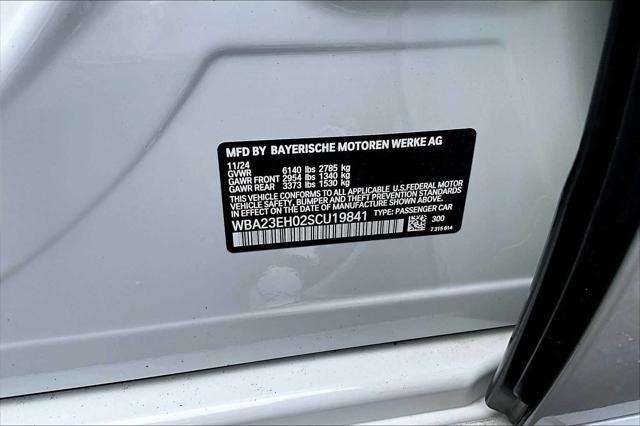 MFD BY BAYERISCHE MOTOREN WERKE AG
11/24
GVWR 6140 lbs 2785 kg
GAWR FRONT 2954 lbs 1340 kg
GAWR REAR 3373 lbs 1530 kg
THIS VEHICLE CONFORMS TO ALL APPLICABLE U.S.FEDERAL MOTOR
VEHICLE SAFETY, BUMPER, AND THEFT PREVENTION STANDARDS
IN EFFECT ON THE DATE OF MANUFACTURE SHOWN ABOVE.
WBA23EH02SCU19841 TYPE: PASSENGER CAR
300
7 315 614